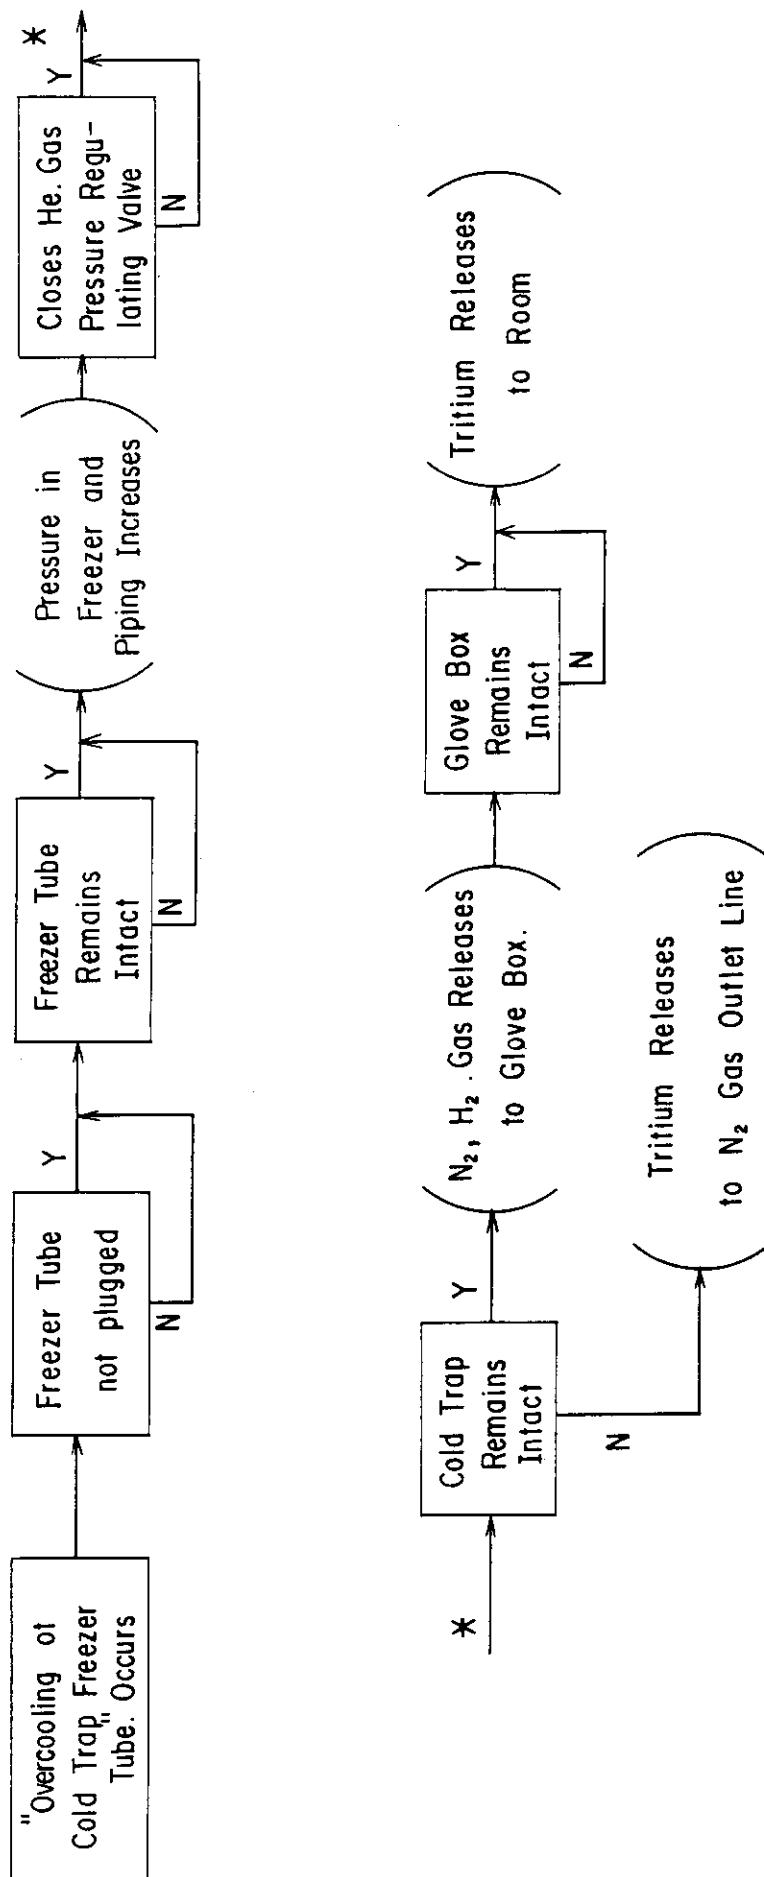 "Overcooling ot
Cold Trap Freezer
Tube." Occurs
Freezer Tube
not plugged
Y
N
Freezer Tube
Remains
Intact
Y
N
Pressure in
Freezer and
Piping Increases
Closes He. Gas
Pressure Regu-
lating Valve
Y
N
*
*
Cold Trap
Remains
Intact
Y
N
N₂, H₂ . Gas Releases
to Glove Box.
Glove Box
Remains
Intact
Y
N
Tritium Releases
to Room
Tritium Releases
to N₂ Gas Outlet Line